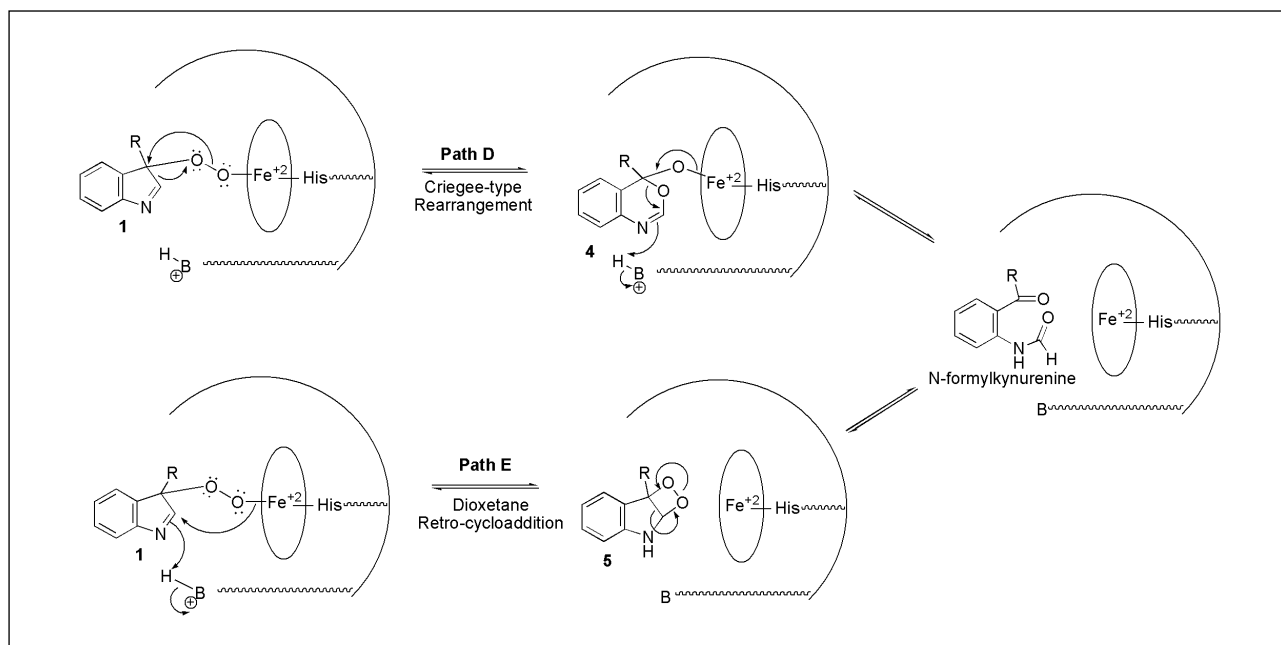 R
O
O
Fe+2
His
N
1
H
B
⊕
Path D
Criegee-type
Rearrangement
R
O
O
Fe+2
His
N
4
H
B
⊕
R
O
O
N
H
H
Fe+2
His
N-formylkynurenine
B
R
O
O
Fe+2
His
N
1
H
B
⊕
Path E
Dioxetane
Retro-cycloaddition
R
O
O
N
H
5
Fe+2
His
B